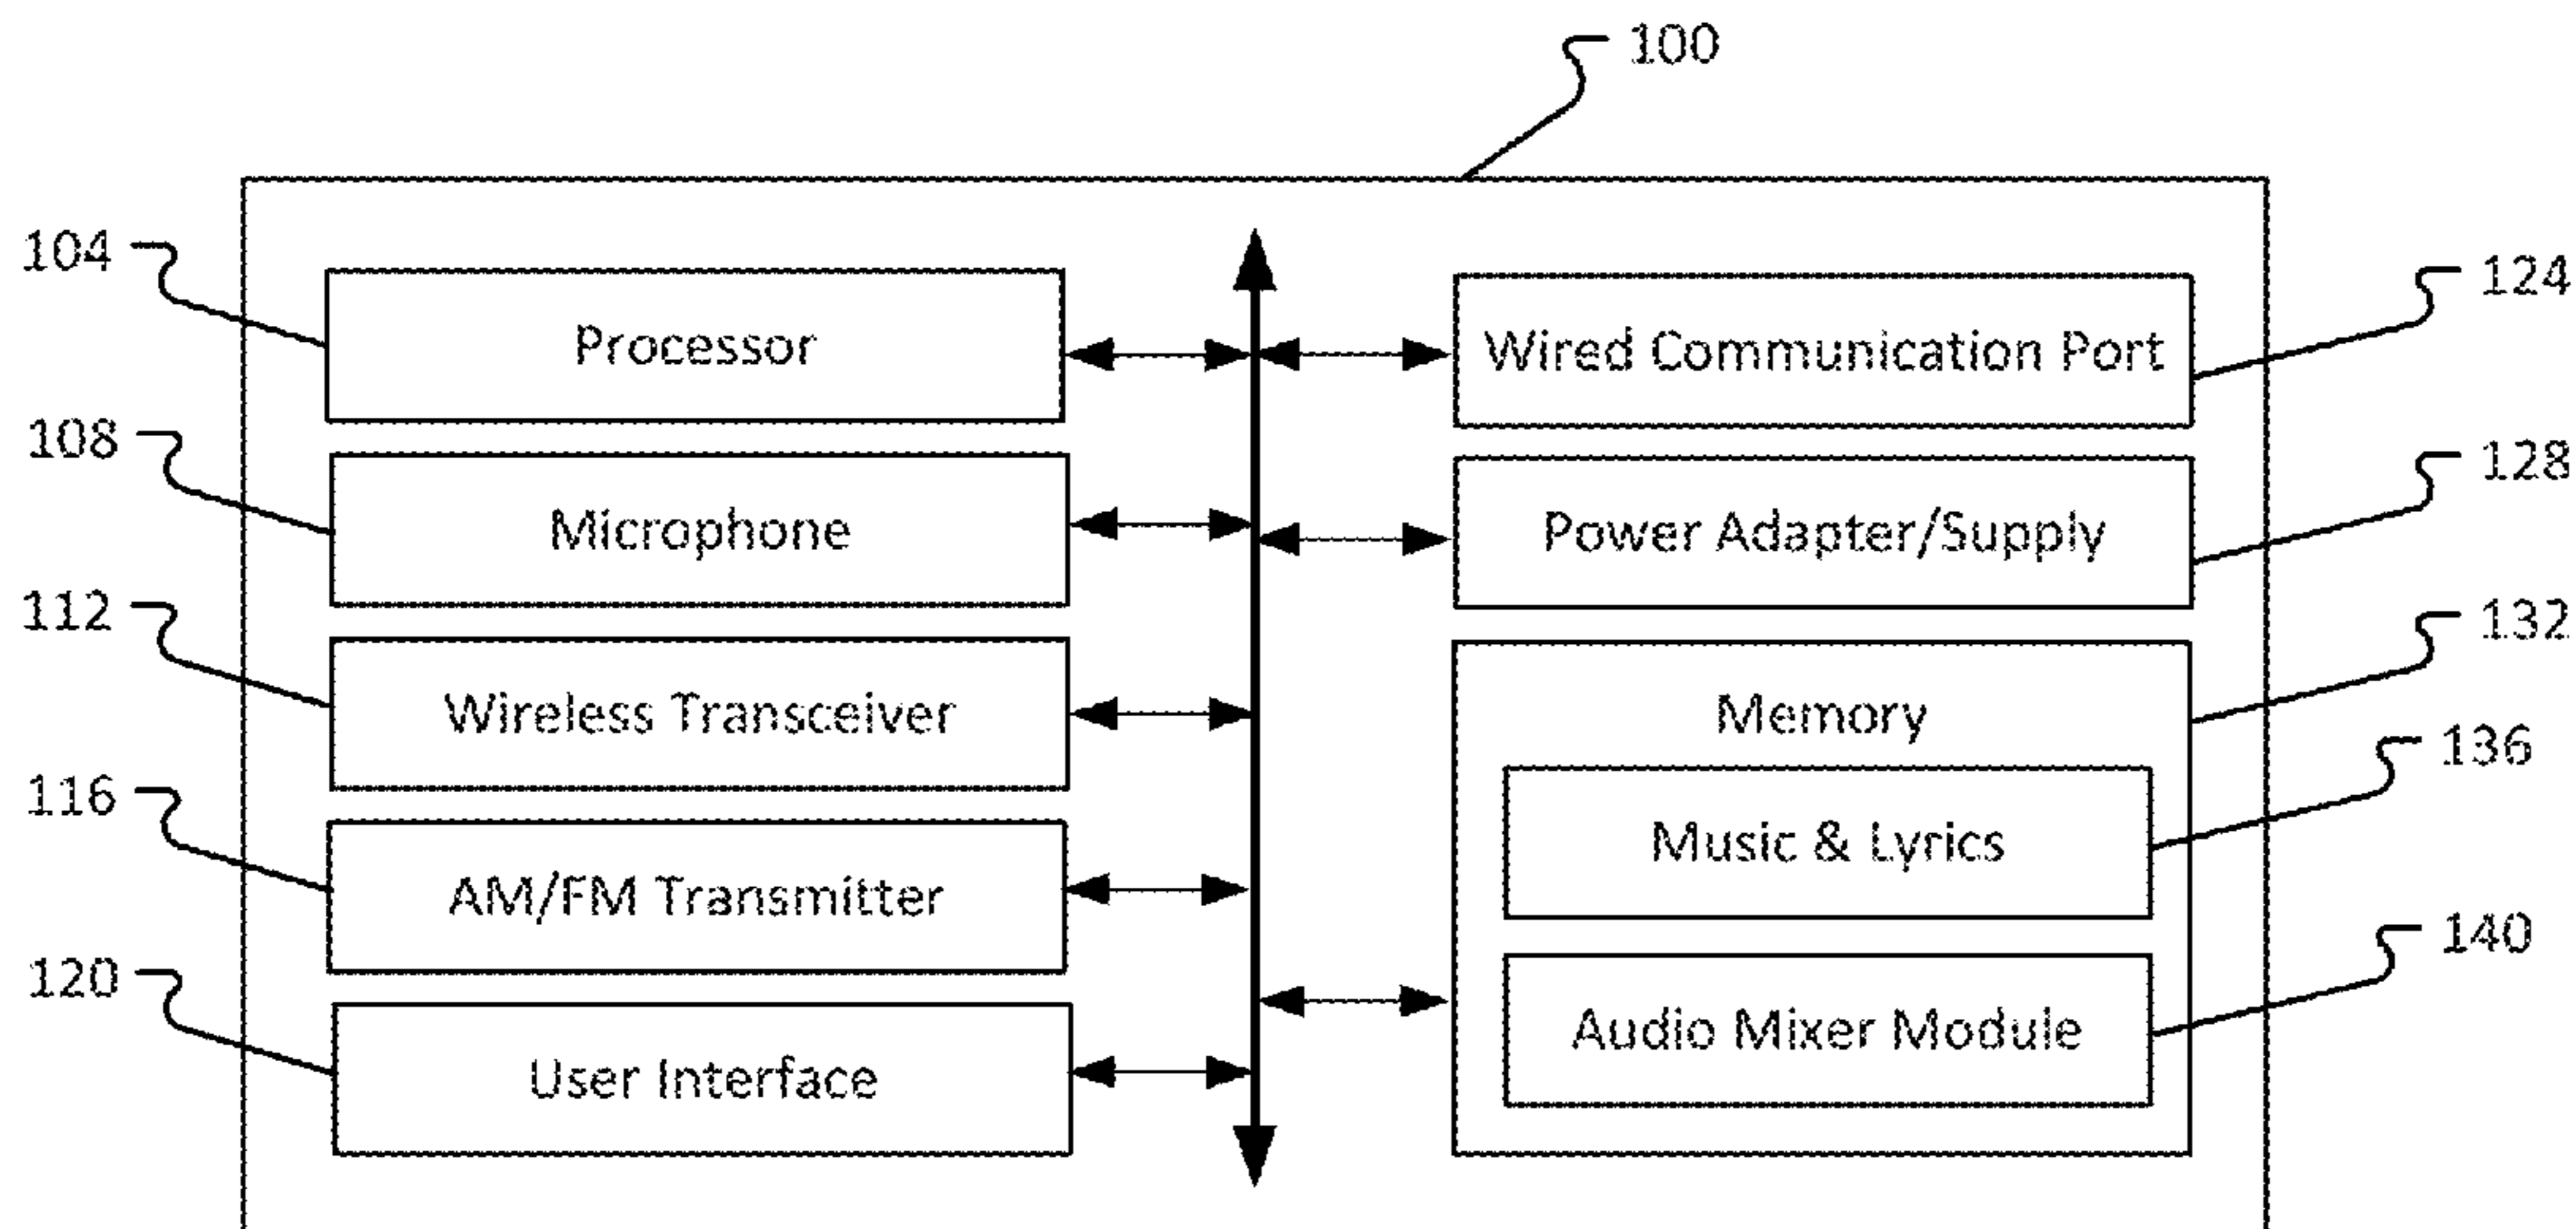 100
104
Processor
Wired Communication Port
124
108
Microphone
Power Adapter/Supply
128
112
Wireless Transceiver
Memory
132
136
Music & Lyrics
116
AM/FM Transmitter
140
Audio Mixer Module
120
User Interface